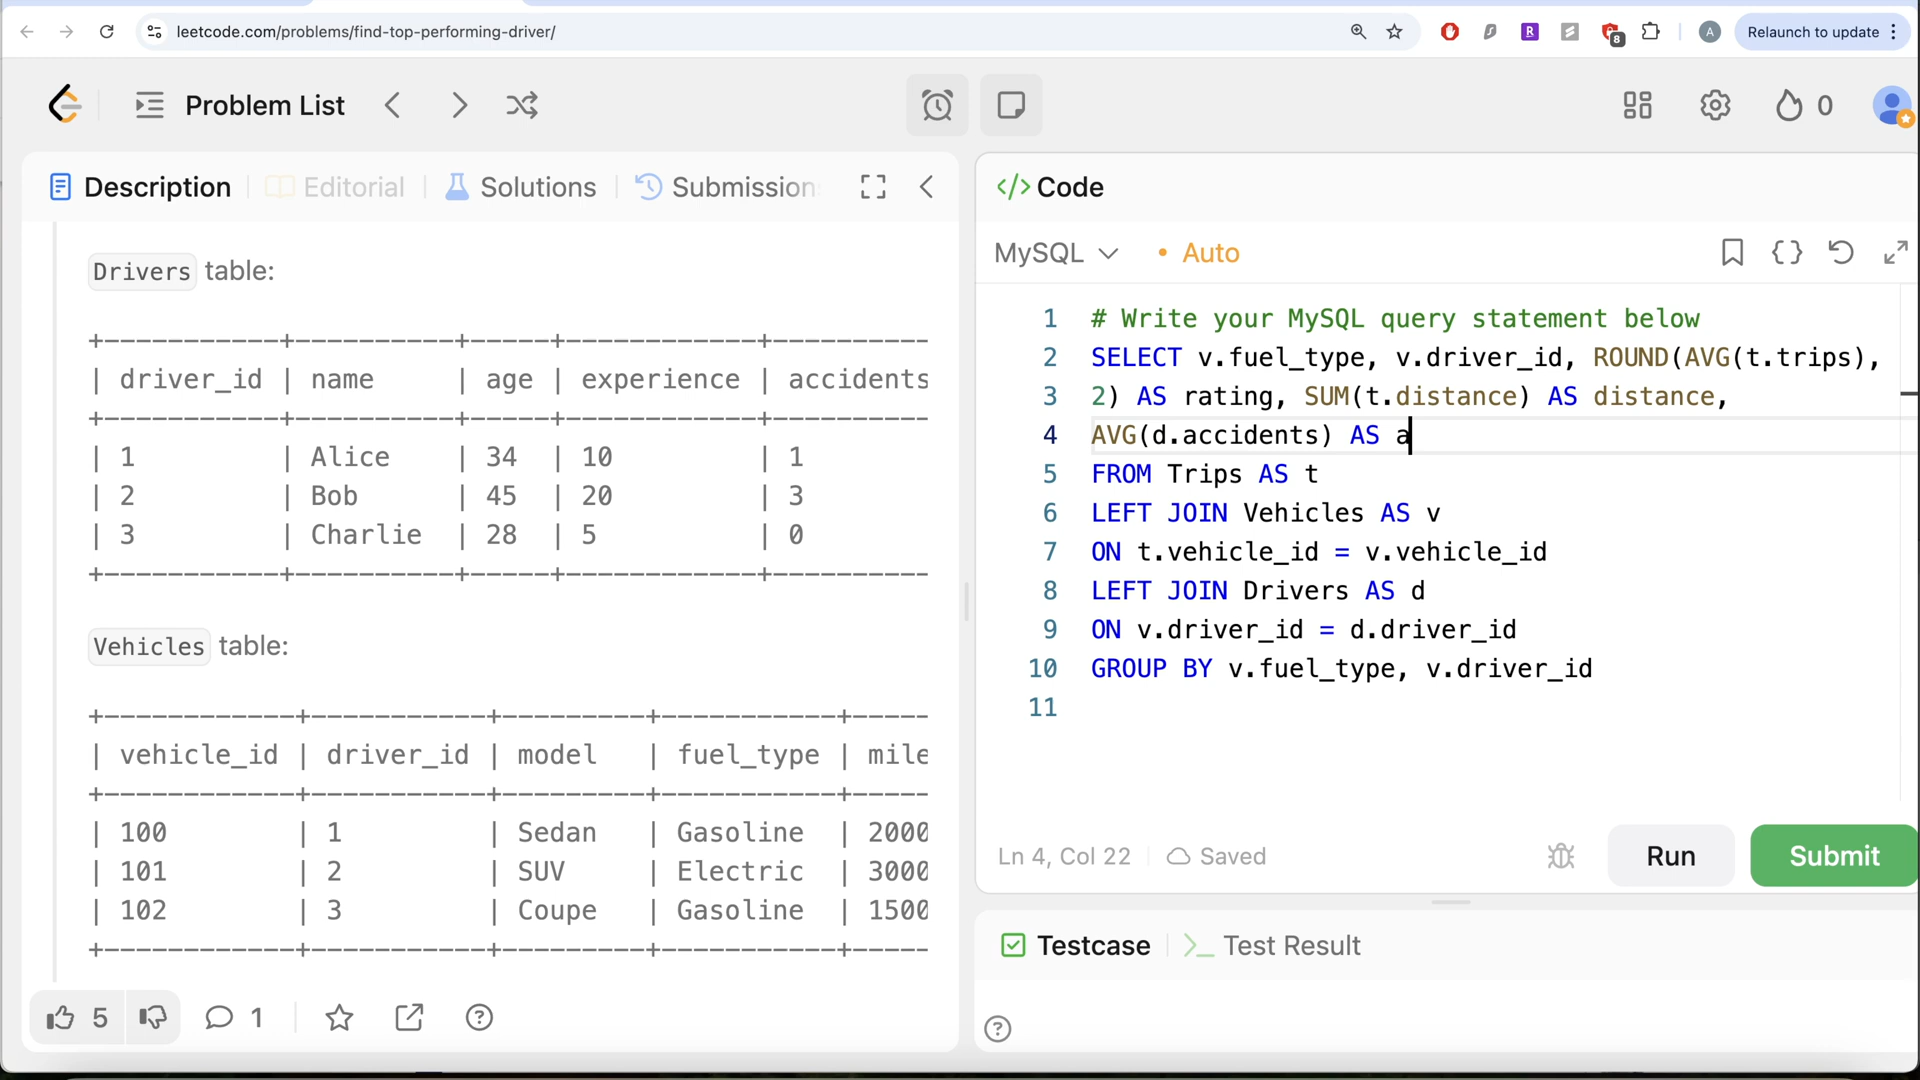 leetcode.com/problems/find-top-performing-driver/
8
A
Relaunch to update
Problem List
0
Description
Editorial
Solutions
Submission
Drivers table:
+------------+-----------+-----+-------------+-----------
| driver_id | name | age | experience | accidents
+------------+-----------+-----+-------------+-----------
| 1 | Alice | 34 | 10 | 1
| 2 | Bob | 45 | 20 | 3
| 3 | Charlie | 28 | 5 | 0
+------------+-----------+-----+-------------+-----------
Vehicles table:
+-------------+------------+----------+------------+------
| vehicle_id | driver_id | model | fuel_type | mile
+-------------+------------+----------+------------+------
| 100 | 1 | Sedan | Gasoline | 2000
| 101 | 2 | SUV | Electric | 3000
| 102 | 3 | Coupe | Gasoline | 1500
+-------------+------------+----------+------------+------
5
1
</> Code
MySQL
• Auto
1 # Write your MySQL query statement below
2 SELECT v.fuel_type, v.driver_id, ROUND(AVG(t.trips),
3 2) AS rating, SUM(t.distance) AS distance,
4 AVG(d.accidents) AS a
5 FROM Trips AS t
6 LEFT JOIN Vehicles AS v
7 ON t.vehicle_id = v.vehicle_id
8 LEFT JOIN Drivers AS d
9 ON v.driver_id = d.driver_id
10 GROUP BY v.fuel_type, v.driver_id
11
Ln 4, Col 22
Saved
Run
Submit
Testcase
>_ Test Result